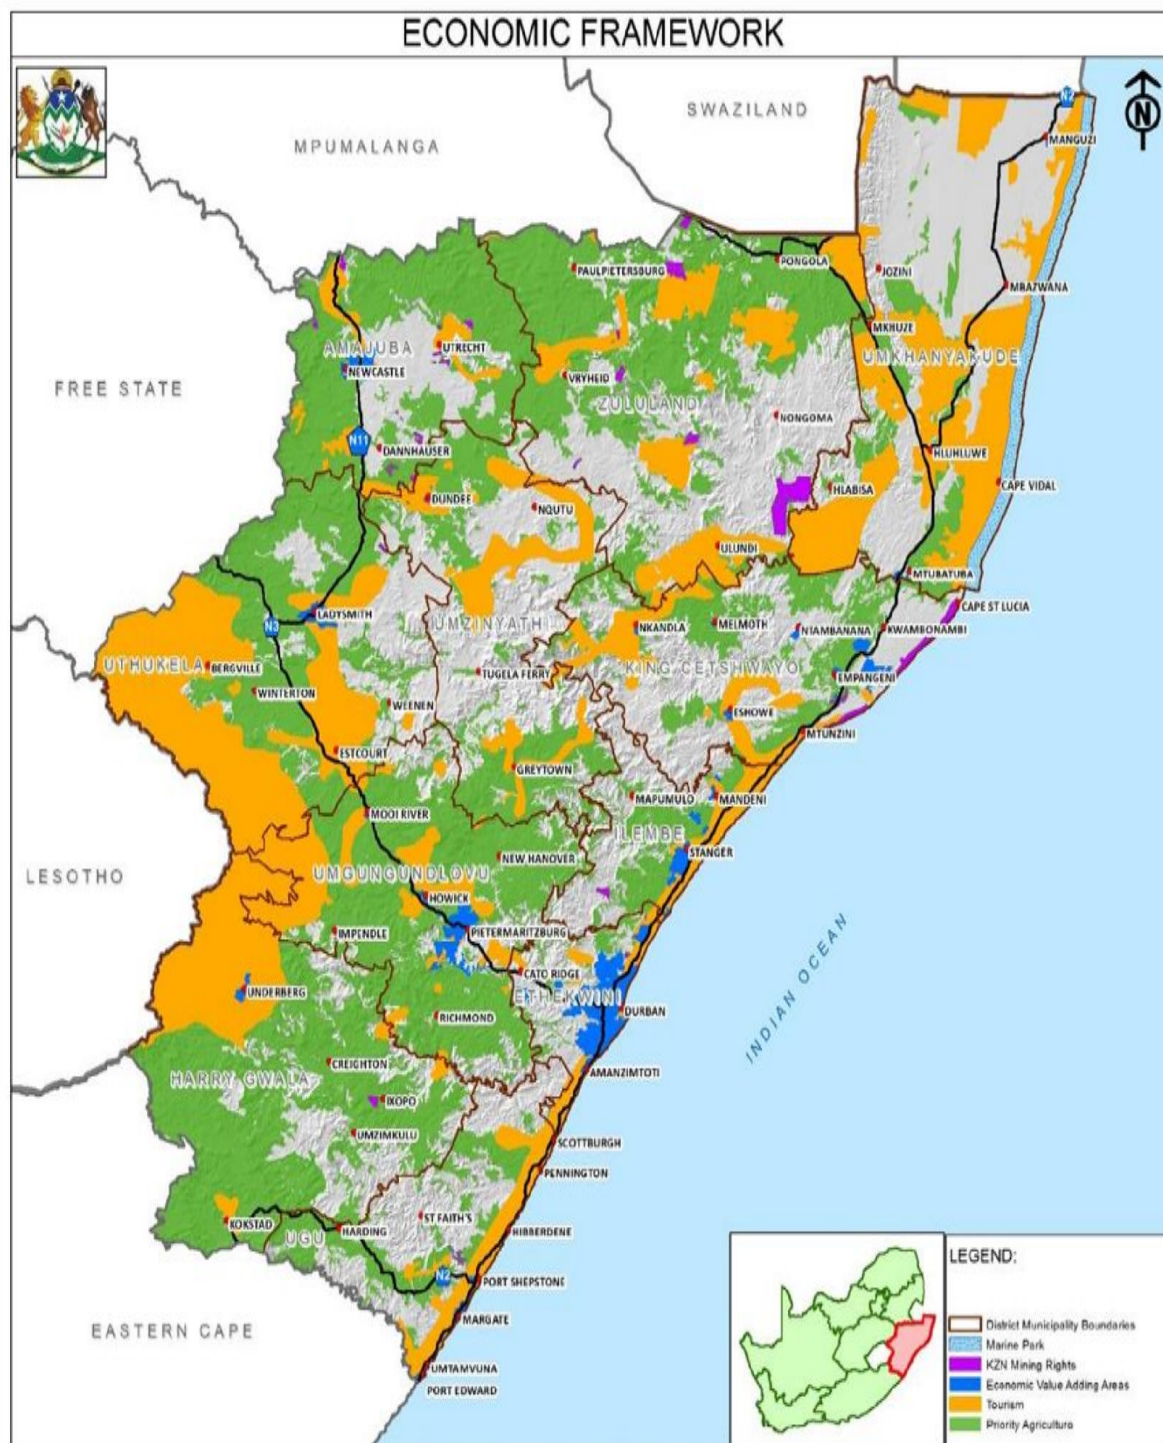 ECONOMIC FRAMEWORK
SWAZILAND
MPUMALANGA
N
N2
MANGUZI
PONGOLA
PAULPIETERSBURG
JOZINI
MBAZWANA
MKHUZE
AMAJUBA
UTRECHT
UMKHANYAKUDE
NEWCASTLE
VRYHEID
FREE STATE
ZULULAND
NONGOMA
N11
DANNHAUSER
HLUHLUWE
CAPE VIDAL
HLABISA
DUNDEE
NQUTU
ULUNDI
MTUBATUBA
CAPE ST LUCIA
LADYSMITH
N3
UMZINYATHI
NKANDLA
MELMOTH
NTAMBANANA
KWAMBONAMBI
UTHUKELA
BERGVILLE
TUGELA FERRY
KING CETSHWAYO
EMPANGENI
WINTERTON
WEENEN
ESHOWE
MTUNZINI
ESTCOURT
GREYTOWN
MAPUMULO
MANDENI
MOOI RIVER
ILEMBE
STANGER
NEW HANOVER
LESOTHO
UMGUNGUNDLOVU
HOWICK
IMPENDLE
PIETERMARITZBURG
CATO RIDGE
UNDERBERG
ETHEKWINI
DURBAN
INDIAN OCEAN
RICHMOND
CREIGHTON
AMANZIMTOTI
HARRY GWALA
IXOPO
UMZIMKULU
SCOTTBURGH
PENNINGTON
ST FAITH'S
KOKSTAD
HARDING
HIBBERDENE
UGU
N2
PORT SHEPSTONE
MARGATE
EASTERN CAPE
UMTAMVUNA
PORT EDWARD
LEGEND:
District Municipality Boundaries
Marine Park
KZN Mining Rights
Economic Value Adding Areas
Tourism
Priority Agriculture